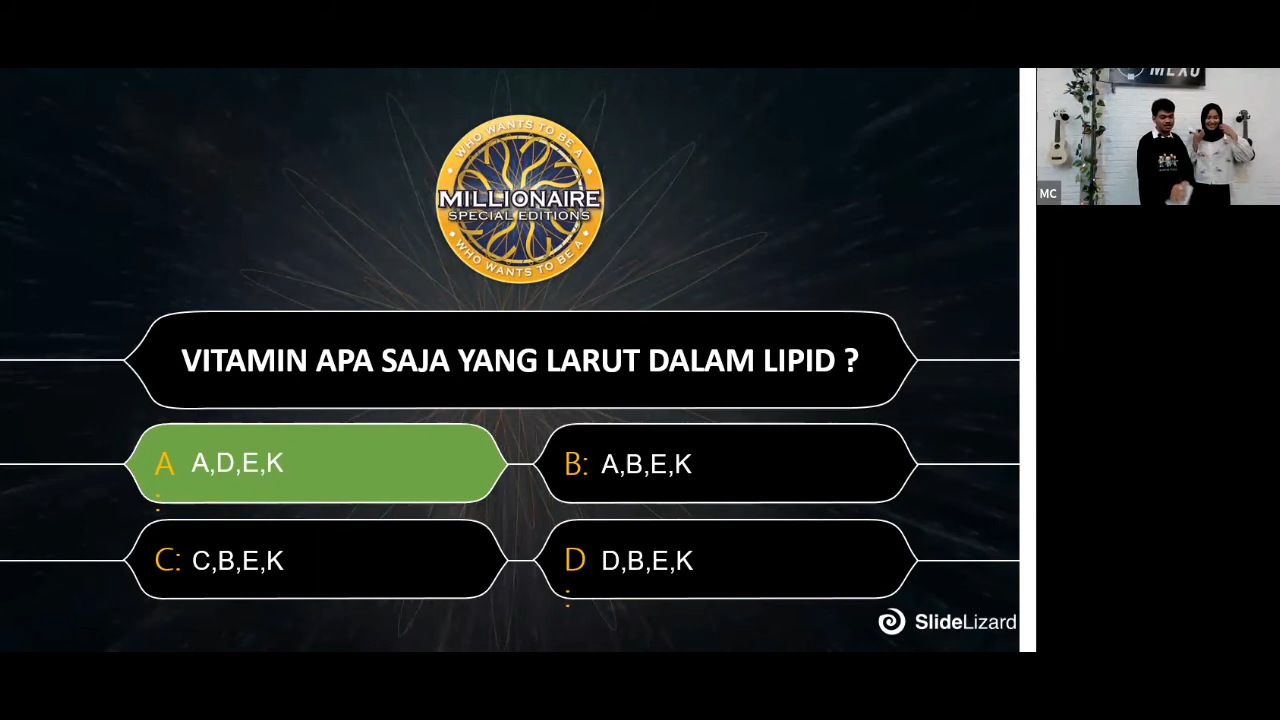 WHO WANTS TO BE A
MILLIONAIRE
SPECIAL EDITIONS
WHO WANTS TO BE A
VITAMIN APA SAJA YANG LARUT DALAM LIPID ?
A: A,D,E,K
B: A,B,E,K
C: C,B,E,K
D: D,B,E,K
SlideLizard
MC